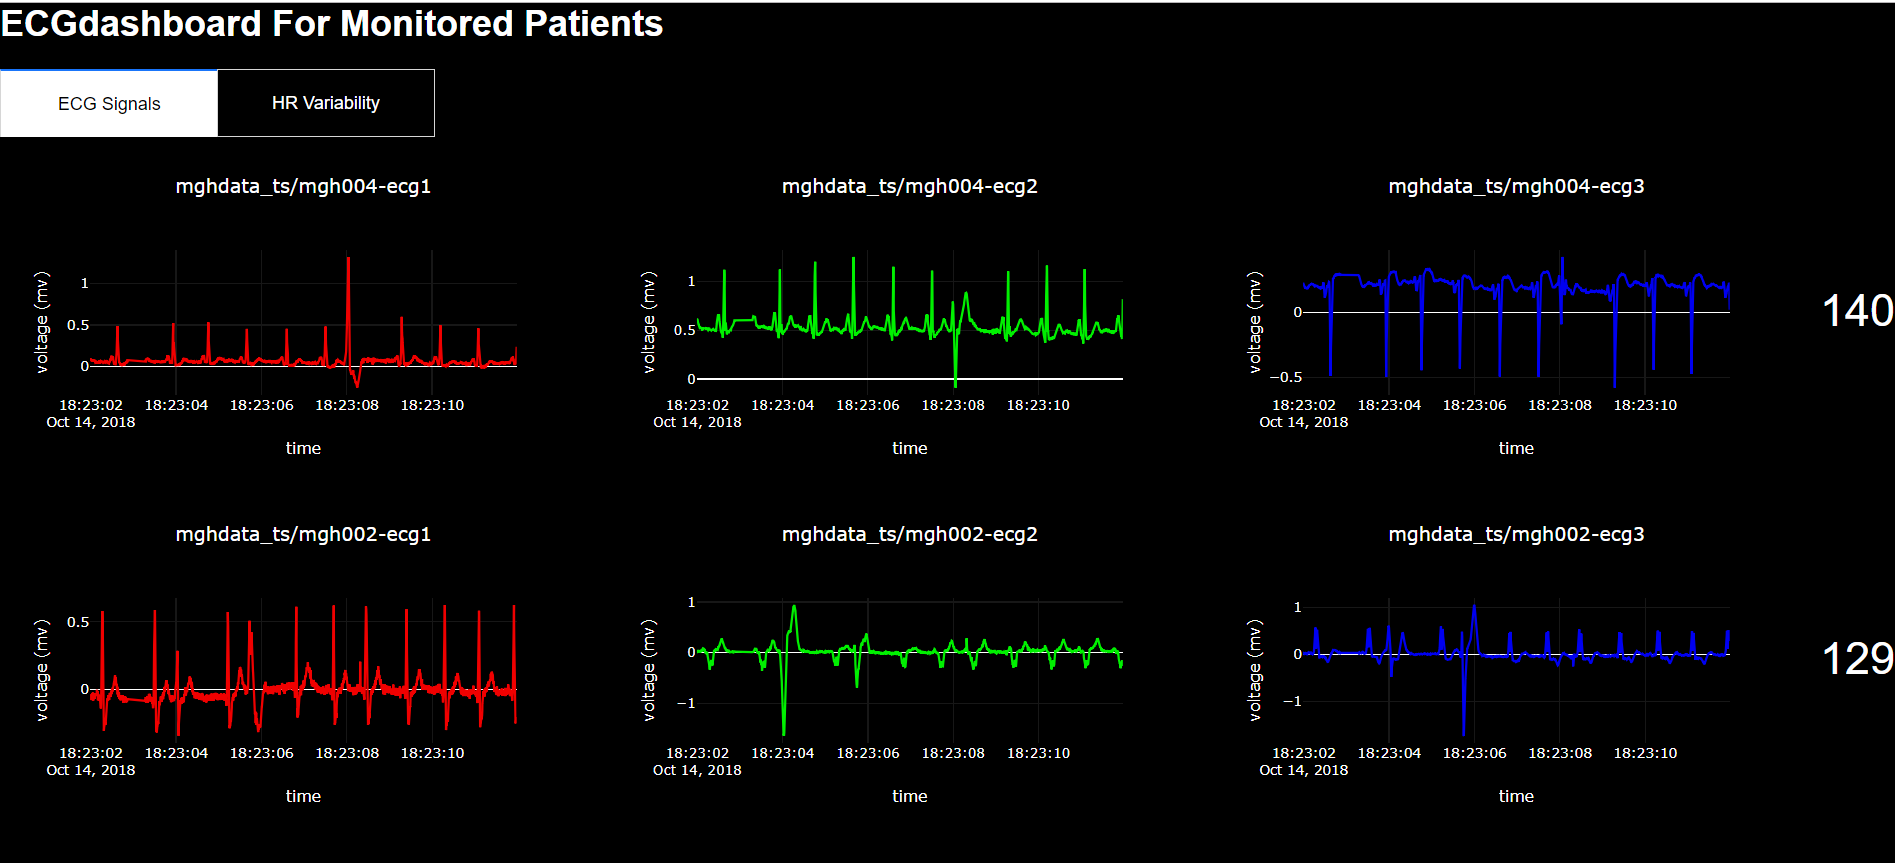 ECGdashboard For Monitored Patients
ECG Signals
HR Variability
mghdata_ts/mgh004-ecg1
voltage (mv)
1
0.5
0
18:23:02 18:23:04 18:23:06 18:23:08 18:23:10
Oct 14, 2018
time
mghdata_ts/mgh004-ecg2
voltage (mv)
1
0.5
0
18:23:02 18:23:04 18:23:06 18:23:08 18:23:10
Oct 14, 2018
time
mghdata_ts/mgh004-ecg3
voltage (mv)
0
−0.5
18:23:02 18:23:04 18:23:06 18:23:08 18:23:10
Oct 14, 2018
time
140
mghdata_ts/mgh002-ecg1
voltage (mv)
0.5
0
18:23:02 18:23:04 18:23:06 18:23:08 18:23:10
Oct 14, 2018
time
mghdata_ts/mgh002-ecg2
voltage (mv)
1
0
−1
18:23:02 18:23:04 18:23:06 18:23:08 18:23:10
Oct 14, 2018
time
mghdata_ts/mgh002-ecg3
voltage (mv)
1
0
−1
18:23:02 18:23:04 18:23:06 18:23:08 18:23:10
Oct 14, 2018
time
129